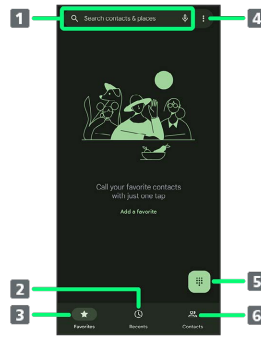 1
Search contacts & places
4
Call your favorite contacts
with just one tap
Add a favorite
5
2
3
6
Favorites
Recents
Contacts